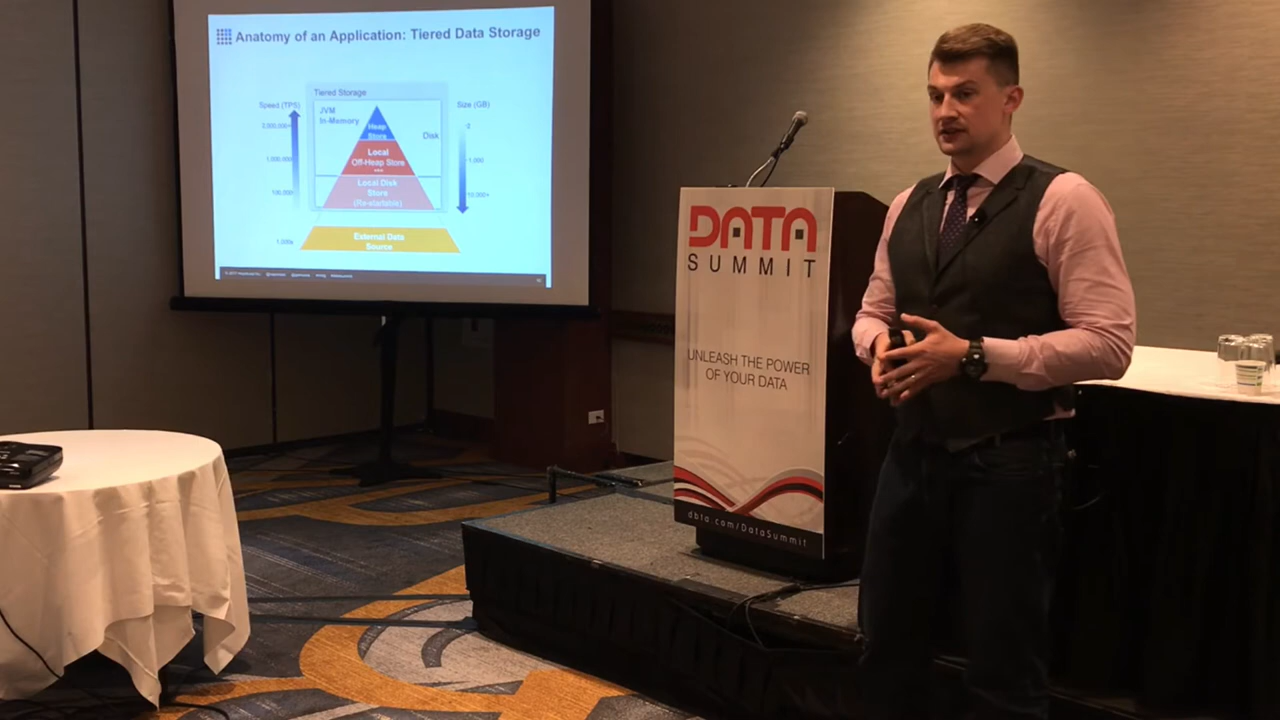 Anatomy of an Application: Tiered Data Storage
Tiered Storage
Speed (TPS)
Size (GB)
JVM
In-Memory
Heap
Store
Disk
2,000,000+
2
Local
Off-Heap Store
1,000,000
1,000
Local Disk
Store
(Re-startable)
100,000
10,000+
External Data
Source
1,000s
DATA
SUMMIT
UNLEASH THE POWER
OF YOUR DATA
dbta.com/DataSummit